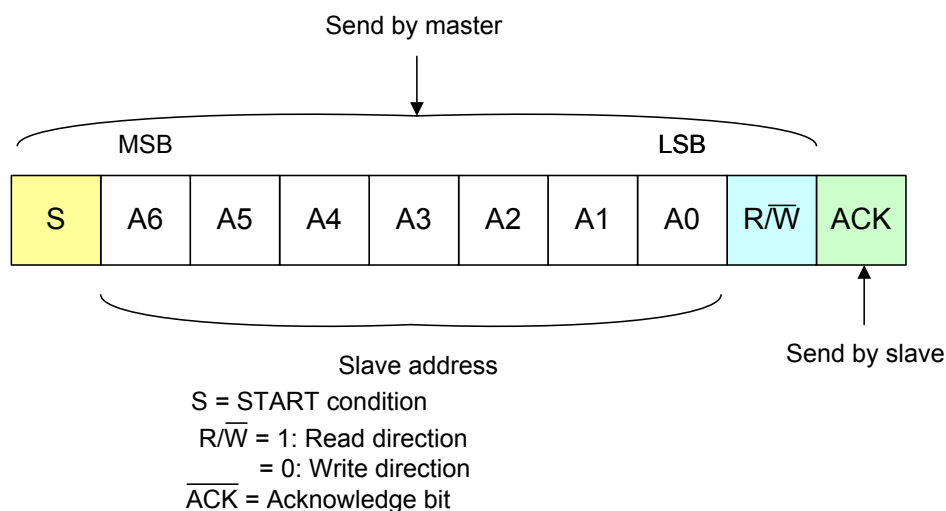 Send by master
MSB LSB
S A6 A5 A4 A3 A2 A1 A0 R/W̅ ACK
Send by slave
Slave address
S = START condition
R/W̅ = 1: Read direction
= 0: Write direction
A̅C̅K̅ = Acknowledge bit